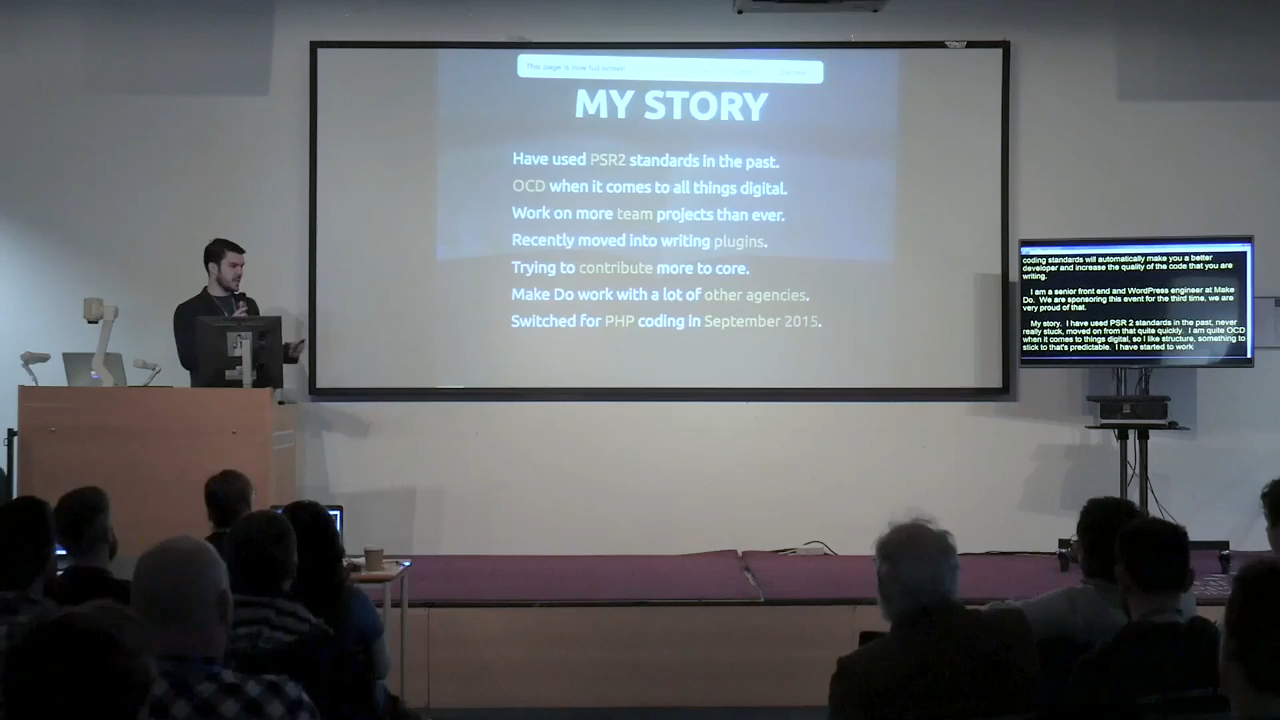 This page is now full screen
MY STORY
Have used PSR2 standards in the past.
OCD when it comes to all things digital.
Work on more team projects than ever.
Recently moved into writing plugins.
Trying to contribute more to core.
Make Do work with a lot of other agencies.
Switched for PHP coding in September 2015.
coding standards will automatically make you a better
developer and increase the quality of the code that you are
writing.
I am a senior front end and WordPress engineer at Make
Do. We are sponsoring this event for the third time, we are
very proud of that.
My story. I have used PSR 2 standards in the past, never
really stuck, moved on from that quite quickly. I am quite OCD
when it comes to things digital, so I like structure, something to
stick to that's predictable. I have started to work